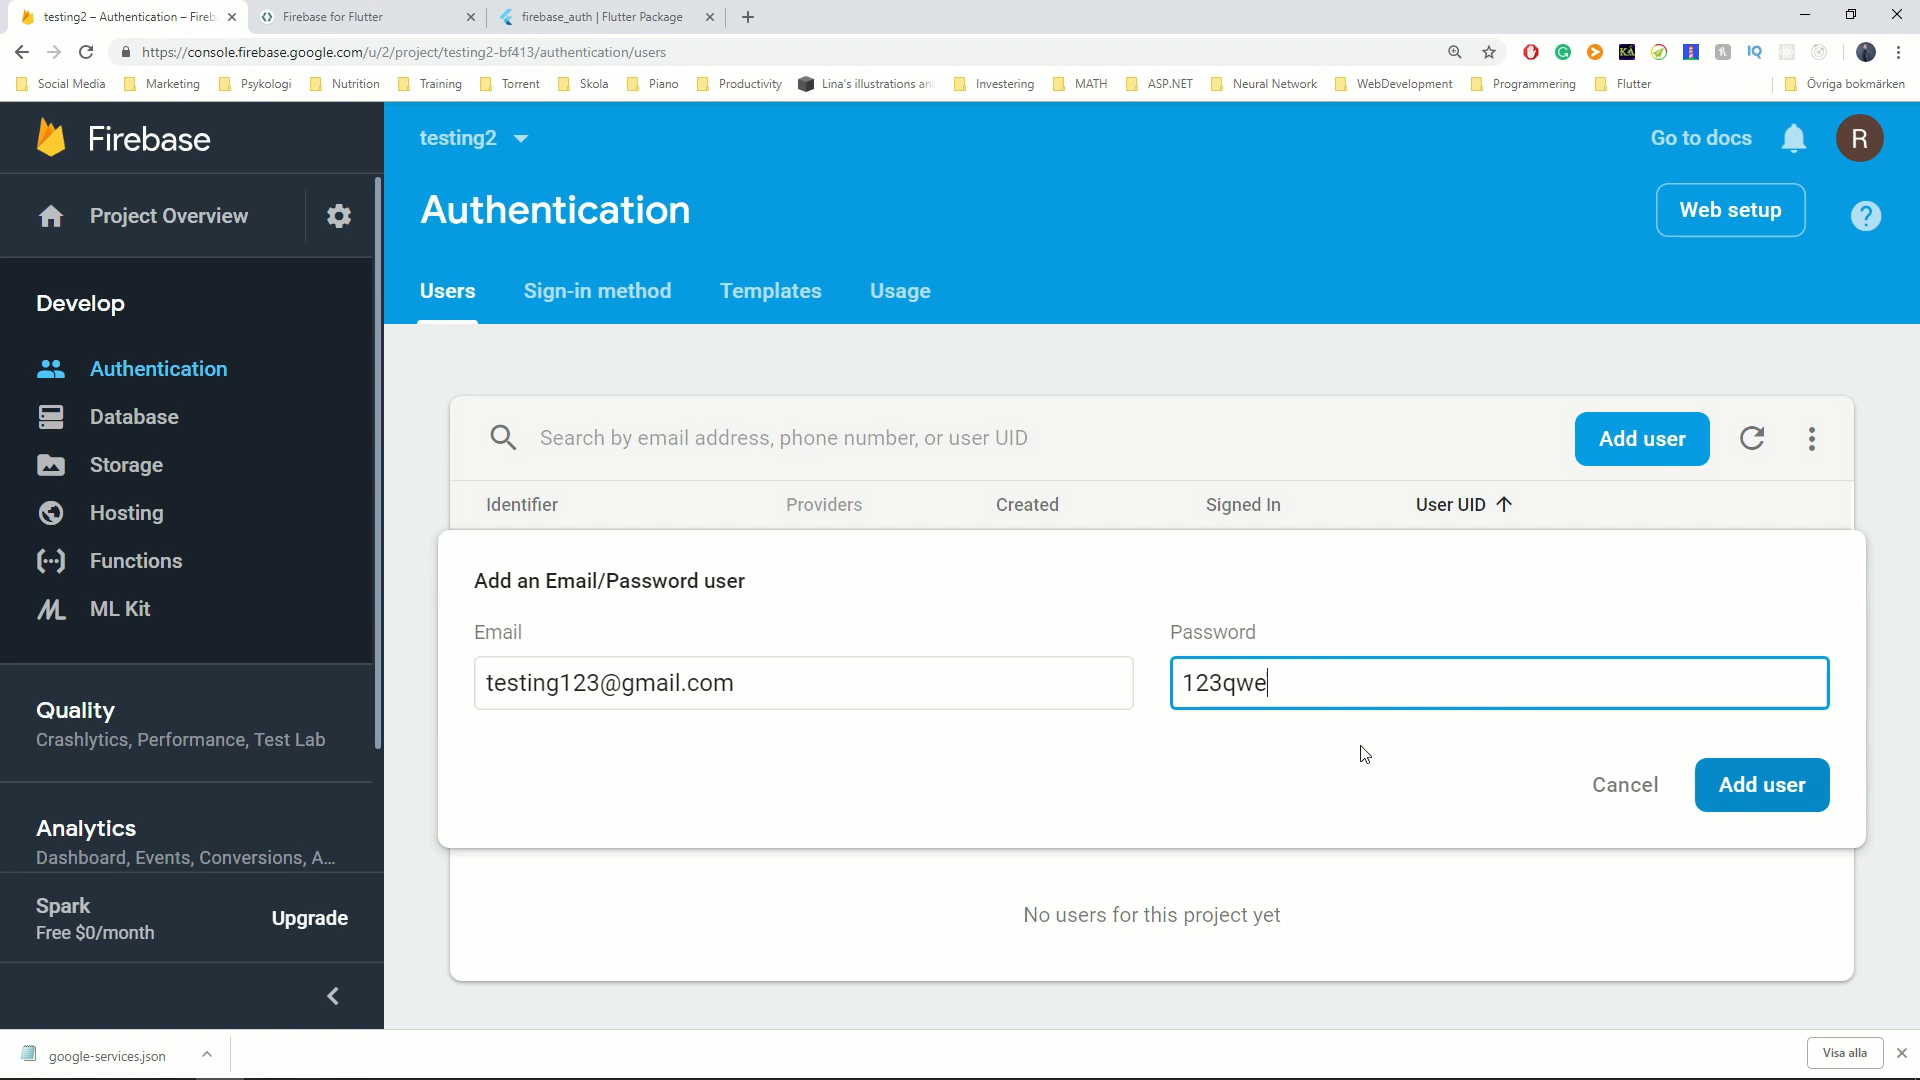 testing2 – Authentication – Fireb
Firebase for Flutter
firebase_auth | Flutter Package
https://console.firebase.google.com/u/2/project/testing2-bf413/authentication/users
Social Media
Marketing
Psykologi
Nutrition
Training
Torrent
Skola
Piano
Productivity
Lina's illustrations an
Investering
MATH
ASP.NET
Neural Network
WebDevelopment
Programmering
Flutter
Övriga bokmärken
Firebase
testing2
Go to docs
R
Project Overview
Authentication
Web setup
?
Users
Sign-in method
Templates
Usage
Develop
Authentication
Database
Storage
Hosting
Functions
ML Kit
Search by email address, phone number, or user UID
Add user
Identifier
Providers
Created
Signed In
User UID
Add an Email/Password user
Email
Password
testing123@gmail.com
123qwe
Cancel
Add user
Quality
Crashlytics, Performance, Test Lab
Analytics
Dashboard, Events, Conversions, A...
Spark
Free $0/month
Upgrade
No users for this project yet
google-services.json
Visa alla